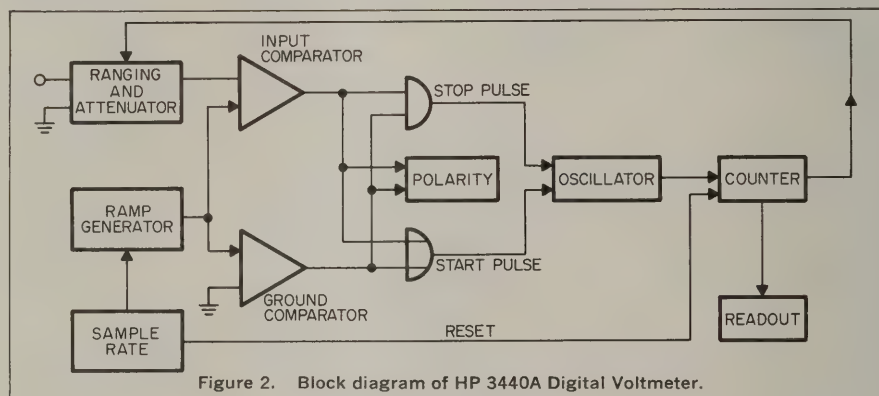 INPUT
COMPARATOR
RANGING
AND
ATTENUATOR
STOP PULSE
POLARITY
OSCILLATOR
COUNTER
RAMP
GENERATOR
START PULSE
GROUND
COMPARATOR
SAMPLE
RATE
RESET
READOUT
Figure 2. Block diagram of HP 3440A Digital Voltmeter.